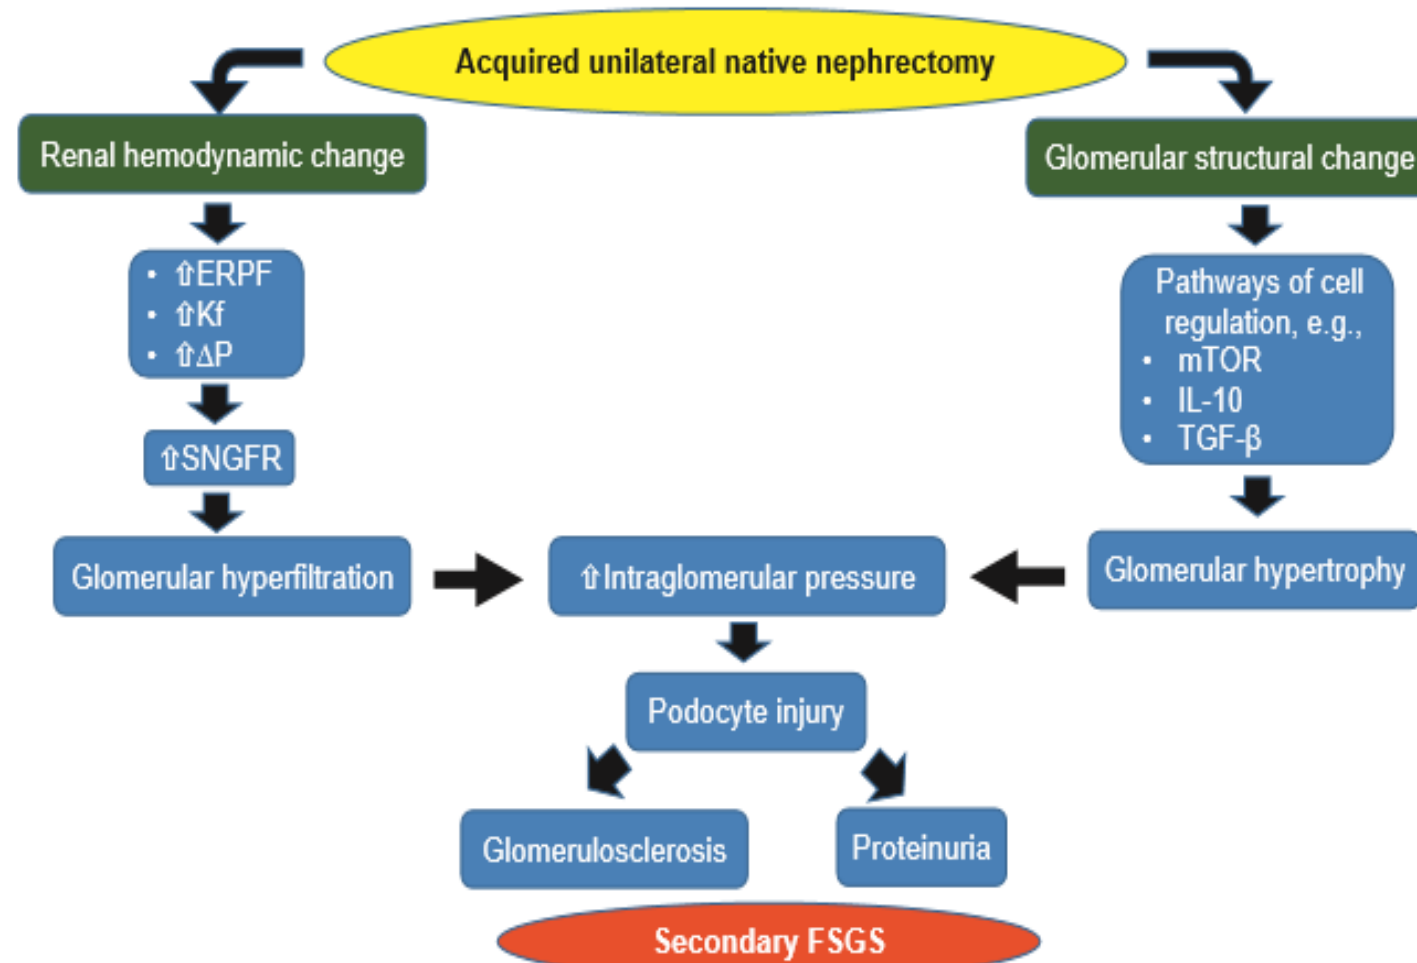 Acquired unilateral native nephrectomy
Renal hemodynamic change
Glomerular structural change
• ⇧ERPF
• ⇧Kf
• ⇧ΔP
Pathways of cell
regulation, e.g.,
• mTOR
• IL-10
• TGF-β
⇧SNGFR
Glomerular hyperfiltration
⇧Intraglomerular pressure
Glomerular hypertrophy
Podocyte injury
Glomerulosclerosis
Proteinuria
Secondary FSGS